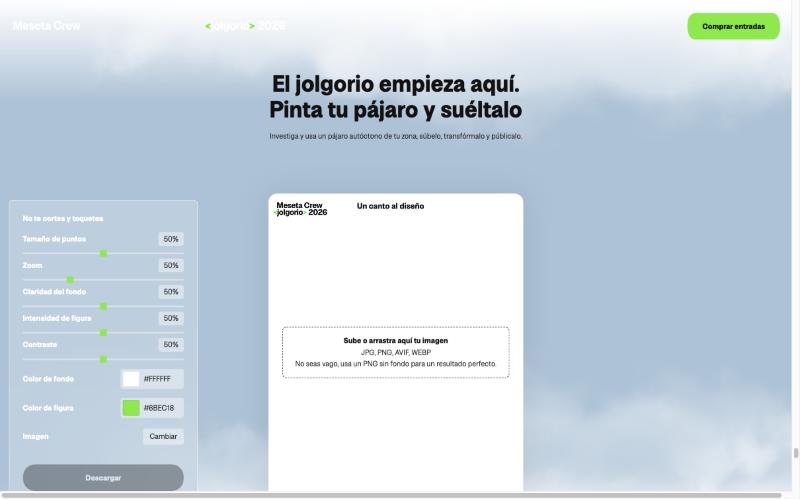 Meseta Crew
<jolgorio> 2026
Comprar entradas
El jolgorio empieza aquí.
Pinta tu pájaro y suéltalo
Investiga y usa un pájaro autóctono de tu zona, súbelo, transfórmalo y públicalo.
No te cortes y toquetea
Tamaño de puntos 50%
Zoom 50%
Claridad del fondo 50%
Intensidad de figura 50%
Contraste 50%
Color de fondo #FFFFFF
Color de figura #6BEC18
Imagen Cambiar
Descargar
Meseta Crew
<jolgorio> 2026
Un canto al diseño
Sube o arrastra aquí tu imagen
JPG, PNG, AVIF, WEBP
No seas vago, usa un PNG sin fondo para un resultado perfecto.